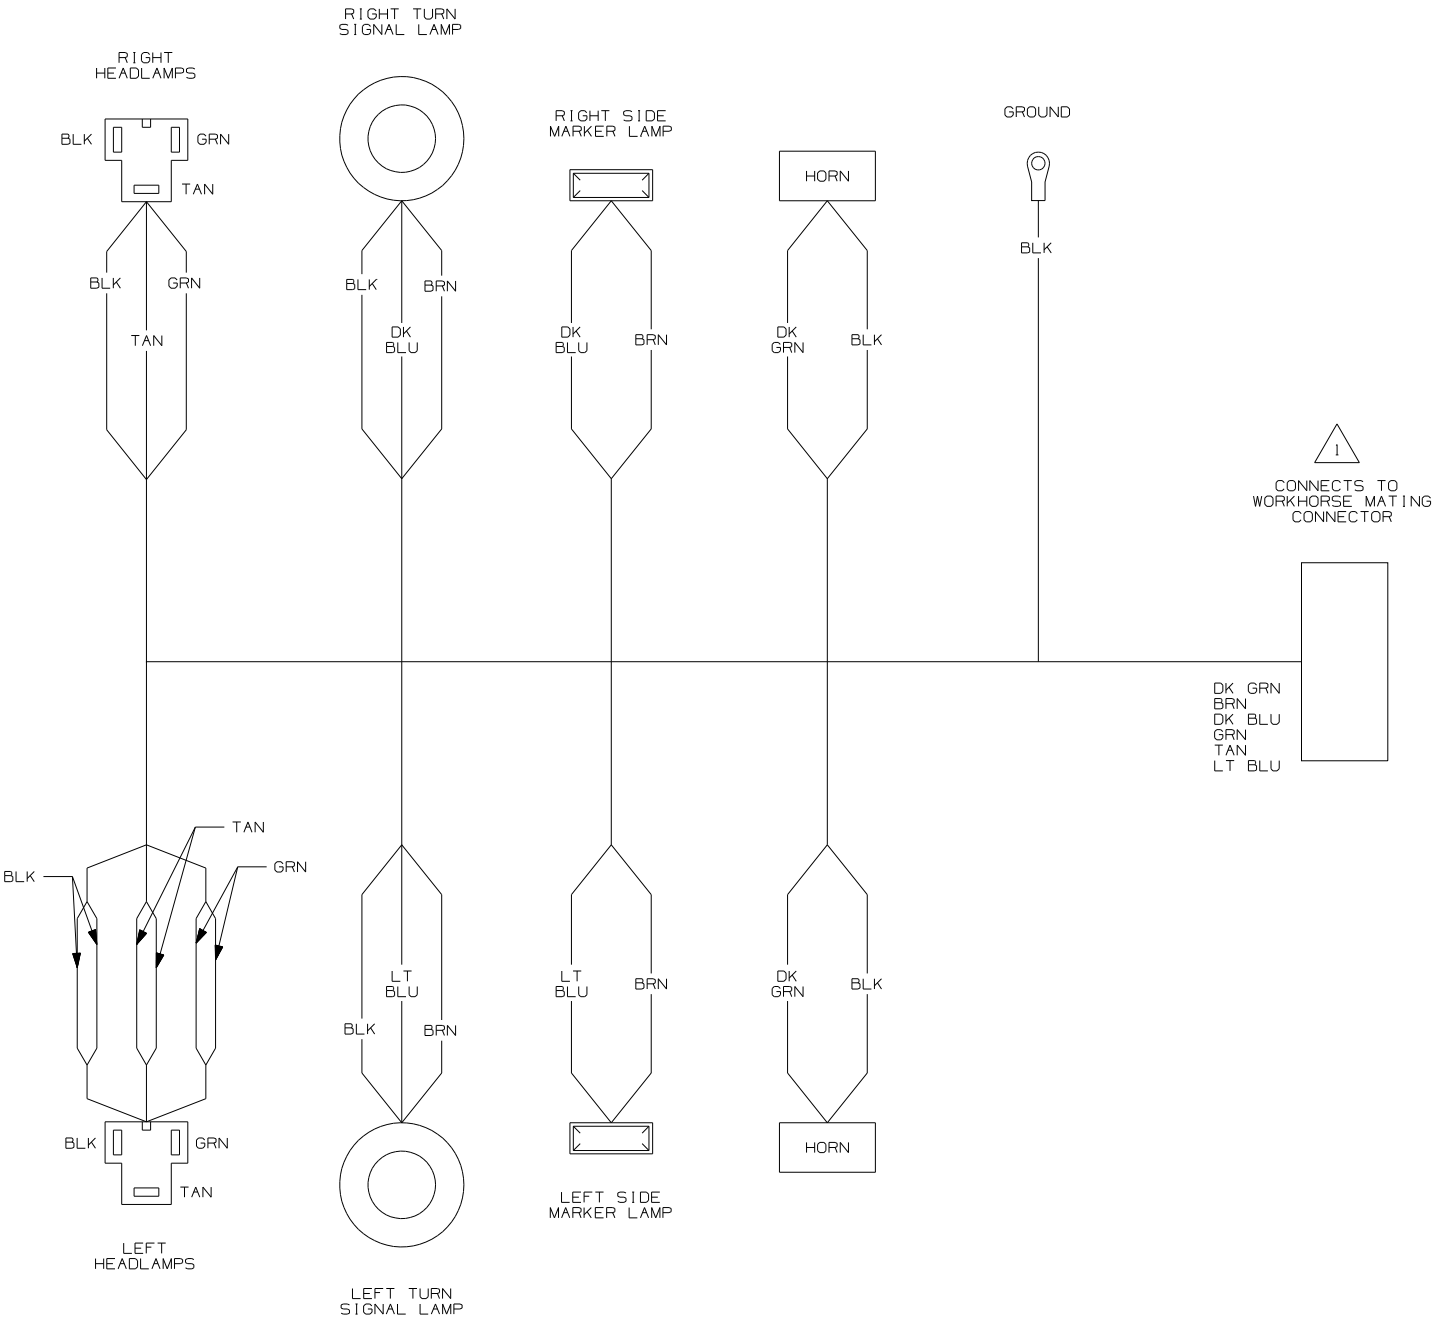 RIGHT TURN
SIGNAL LAMP
RIGHT
HEADLAMPS
RIGHT SIDE
MARKER LAMP
GROUND
BLK
GRN
TAN
HORN
BLK
BLK
GRN
TAN
BLK
BRN
DK
BLU
DK
BLU
BRN
DK
GRN
BLK
1
CONNECTS TO
WORKHORSE MATING
CONNECTOR
DK GRN
BRN
DK BLU
GRN
TAN
LT BLU
TAN
GRN
BLK
LT
BLU
BLK
BRN
LT
BLU
BRN
DK
GRN
BLK
BLK
GRN
TAN
HORN
LEFT SIDE
MARKER LAMP
LEFT
HEADLAMPS
LEFT TURN
SIGNAL LAMP